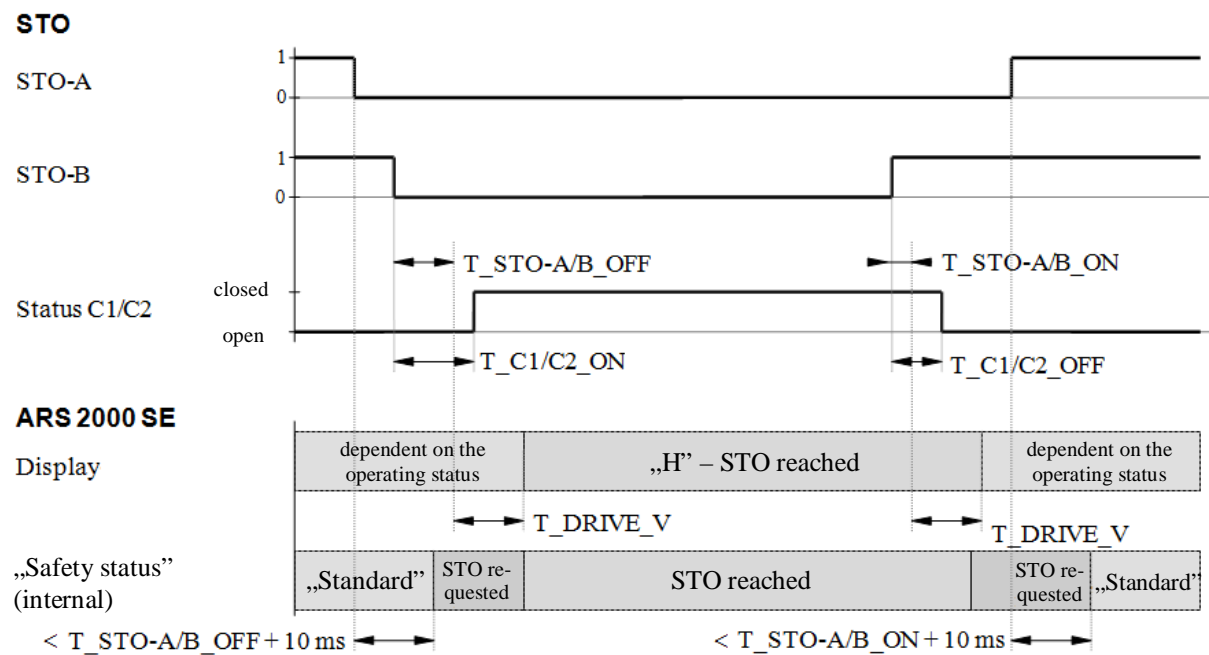 STO
STO-A
1
0
STO-B
1
0
T_STO-A/B_OFF
T_STO-A/B_ON
Status C1/C2
closed
open
T_C1/C2_ON
T_C1/C2_OFF
ARS 2000 SE
Display
dependent on the
operating status
„H” – STO reached
dependent on the
operating status
T_DRIVE_V
T_DRIVE_V
„Safety status”
(internal)
„Standard”
STO re-
quested
STO reached
STO re-
quested
„Standard”
< T_STO-A/B_OFF + 10 ms
< T_STO-A/B_ON + 10 ms